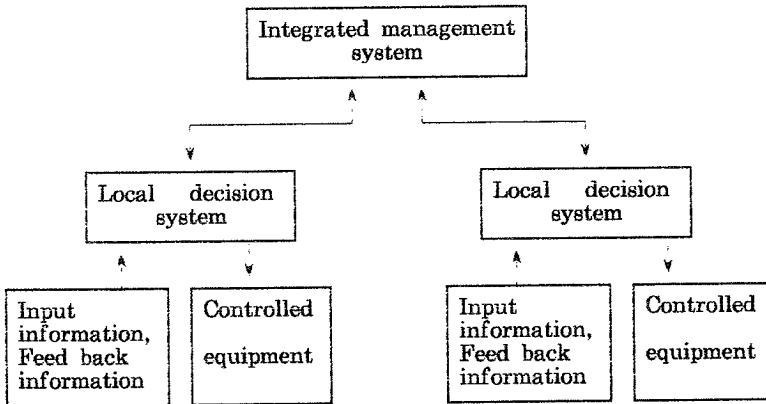 Integrated management
system
Local decision
system
Local decision
system
Input
information,
Feed back
information
Controlled
equipment
Input
information,
Feed back
information
Controlled
equipment